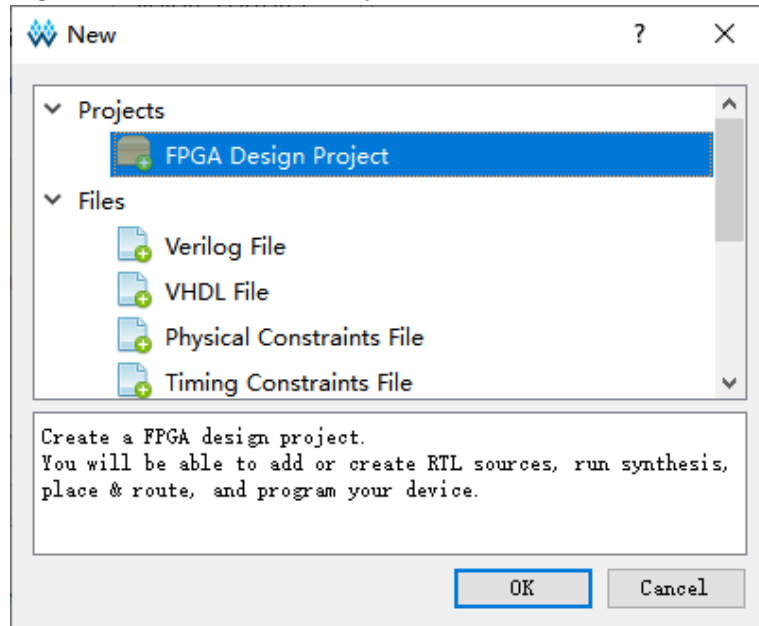 New
?
Projects
FPGA Design Project
Files
Verilog File
VHDL File
Physical Constraints File
Timing Constraints File
Create a FPGA design project.
You will be able to add or create RTL sources, run synthesis,
place & route, and program your device.
OK
Cancel